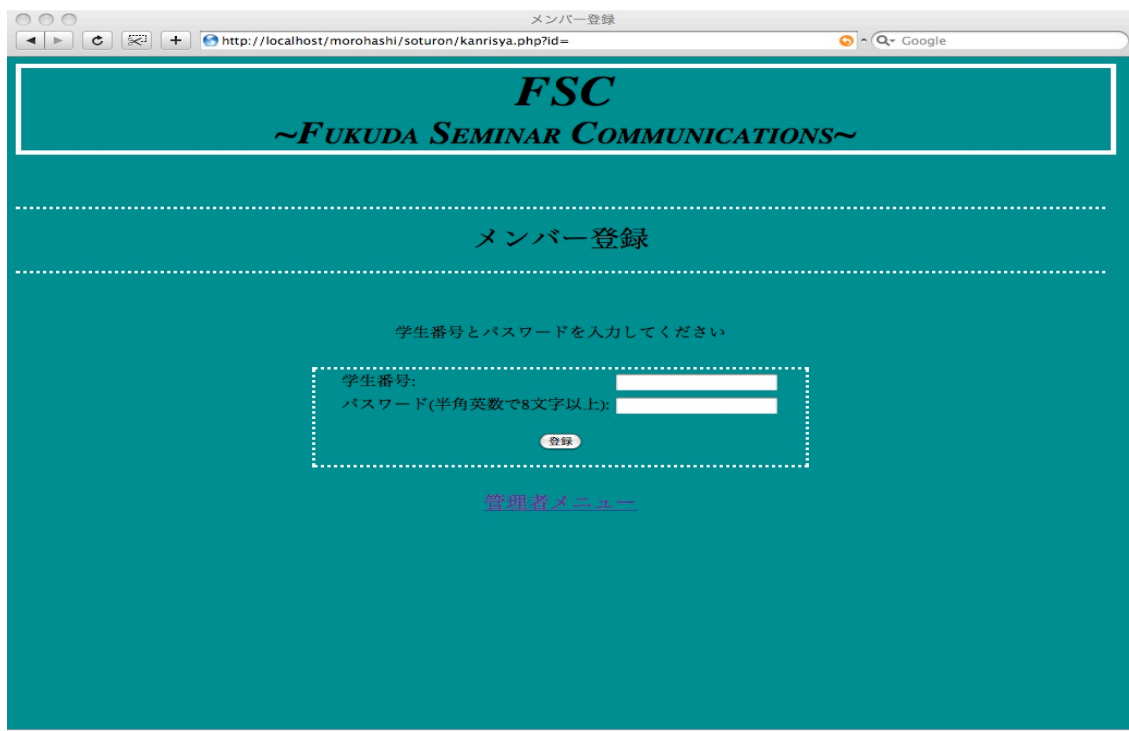 メンバー登録
http://localhost/morohashi/soturon/kanrisya.php?id=
Google
FSC
~FUKUDA SEMINAR COMMUNICATIONS~
メンバー登録
学生番号とパスワードを入力してください
学生番号:
パスワード(半角英数で8文字以上):
登録
管理者メニュー